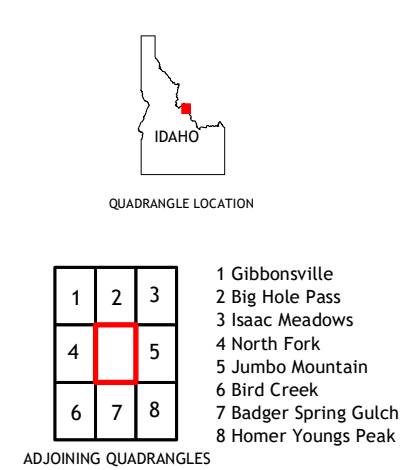 IDAHO
QUADRANGLE LOCATION
1 2 3
4 5
6 7 8
1 Gibbonsville
2 Big Hole Pass
3 Isaac Meadows
4 North Fork
5 Jumbo Mountain
6 Bird Creek
7 Badger Spring Gulch
8 Homer Youngs Peak
ADJOINING QUADRANGLES